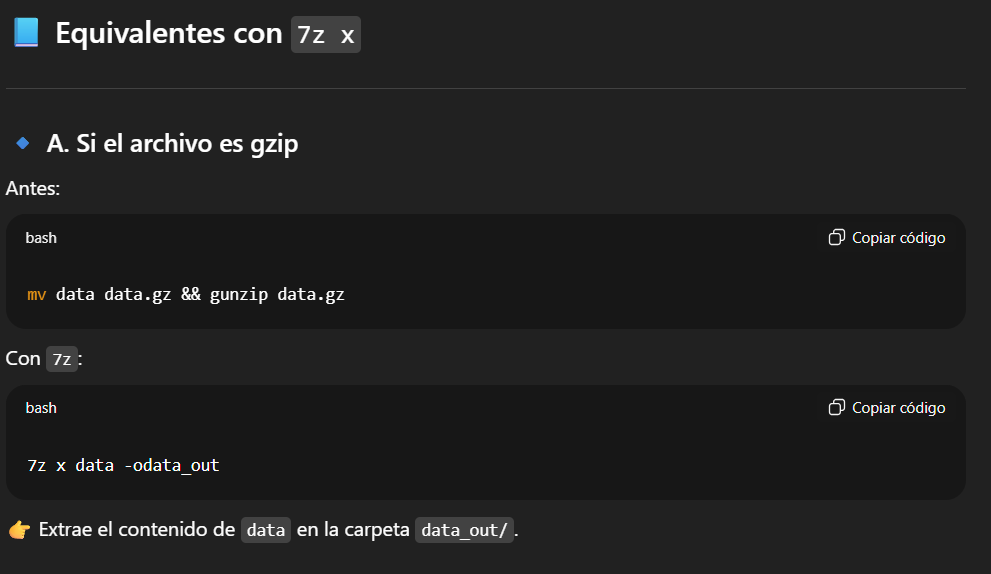 📘 Equivalentes con 7z x
🔹 A. Si el archivo es gzip
Antes:
bash
Copiar código
mv data data.gz && gunzip data.gz
Con 7z:
bash
Copiar código
7z x data -odata_out
👉 Extrae el contenido de data en la carpeta data_out/.